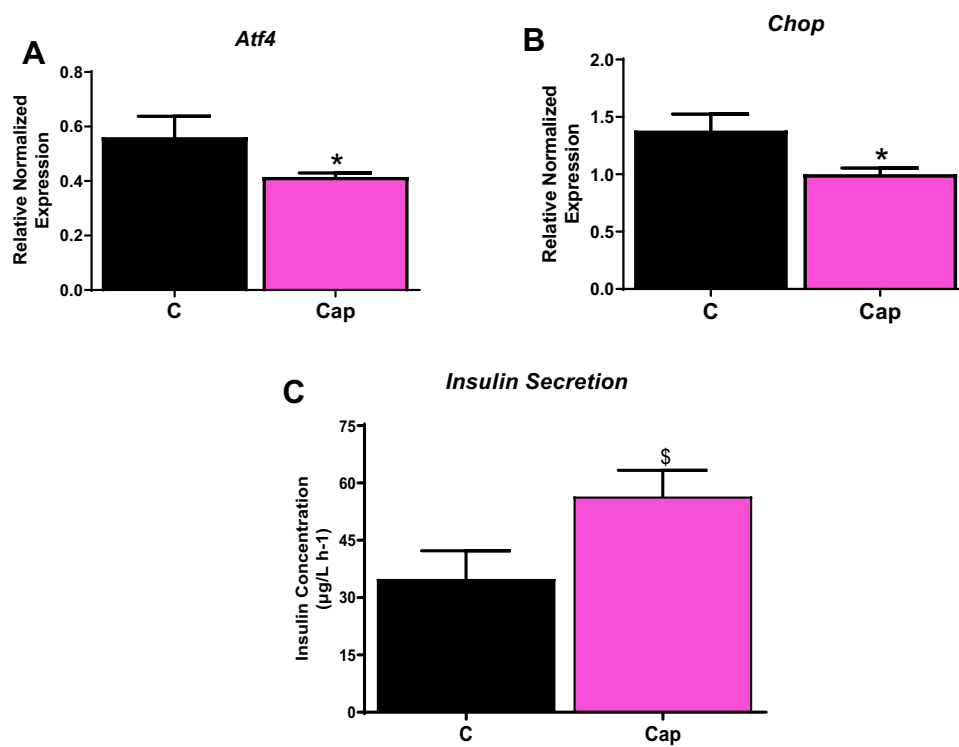 A
Atf4
Relative Normalized
Expression
0.8
0.6
0.4
0.2
0.0
*
C
Cap
B
Chop
Relative Normalized
Expression
2.0
1.5
1.0
0.5
0.0
*
C
Cap
C
Insulin Secretion
Insulin Concentration
(µg/L h-1)
75
60
45
30
15
0
$
C
Cap